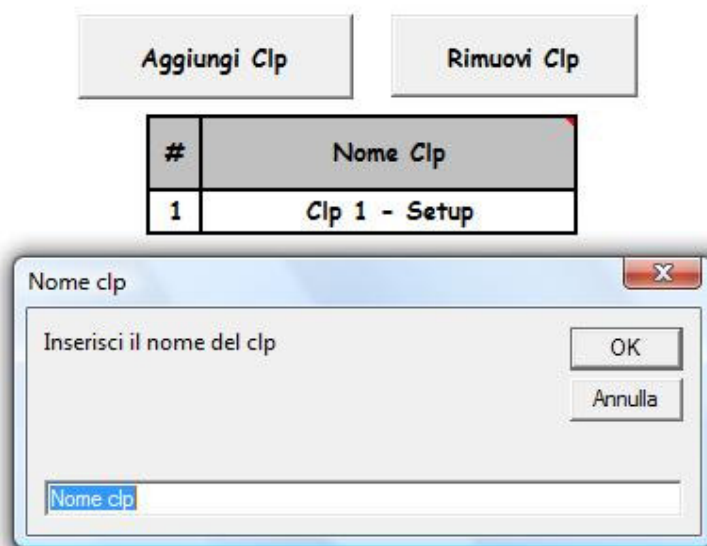 Aggiungi Clp Rimuovi Clp
# Nome Clp
1 Clp 1 - Setup
Nome clp
Inserisci il nome del clp OK
Annulla
Nome clp